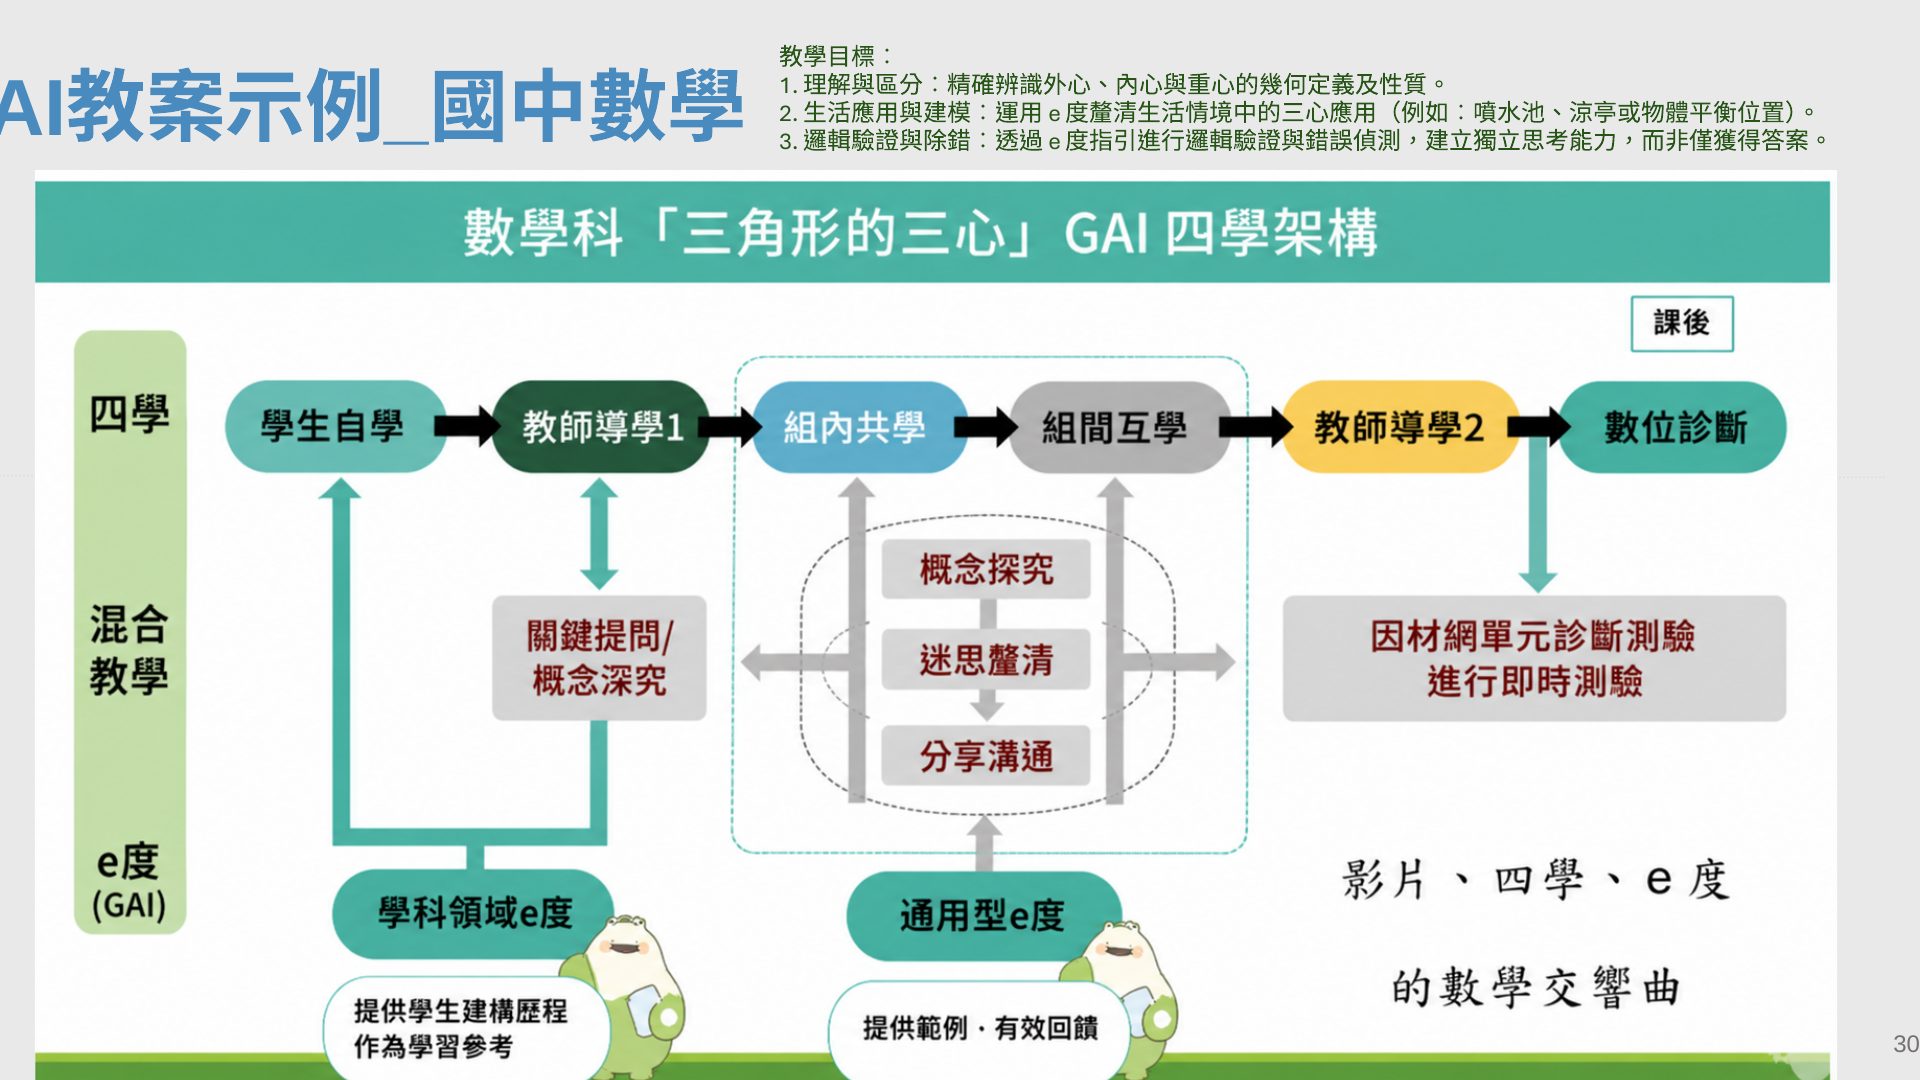 AI教案示例_國中數學
教學目標：
1. 理解與區分：精確辨識外心、內心與重心的幾何定義及性質。
2. 生活應用與建模：運用 e 度釐清生活情境中的三心應用（例如：噴水池、涼亭或物體平衡位置）。
3. 邏輯驗證與除錯：透過 e 度指引進行邏輯驗證與錯誤偵測，建立獨立思考能力，而非僅獲得答案。
數學科「三角形的三心」GAI 四學架構
課後
四學
學生自學
教師導學1
組內共學
組間互學
教師導學2
數位診斷
混合
教學
關鍵提問/
概念深究
概念探究
迷思釐清
分享溝通
因材網單元診斷測驗
進行即時測驗
e度
(GAI)
學科領域e度
通用型e度
提供學生建構歷程
作為學習參考
提供範例．有效回饋
影片、四學、e 度
的數學交響曲
30